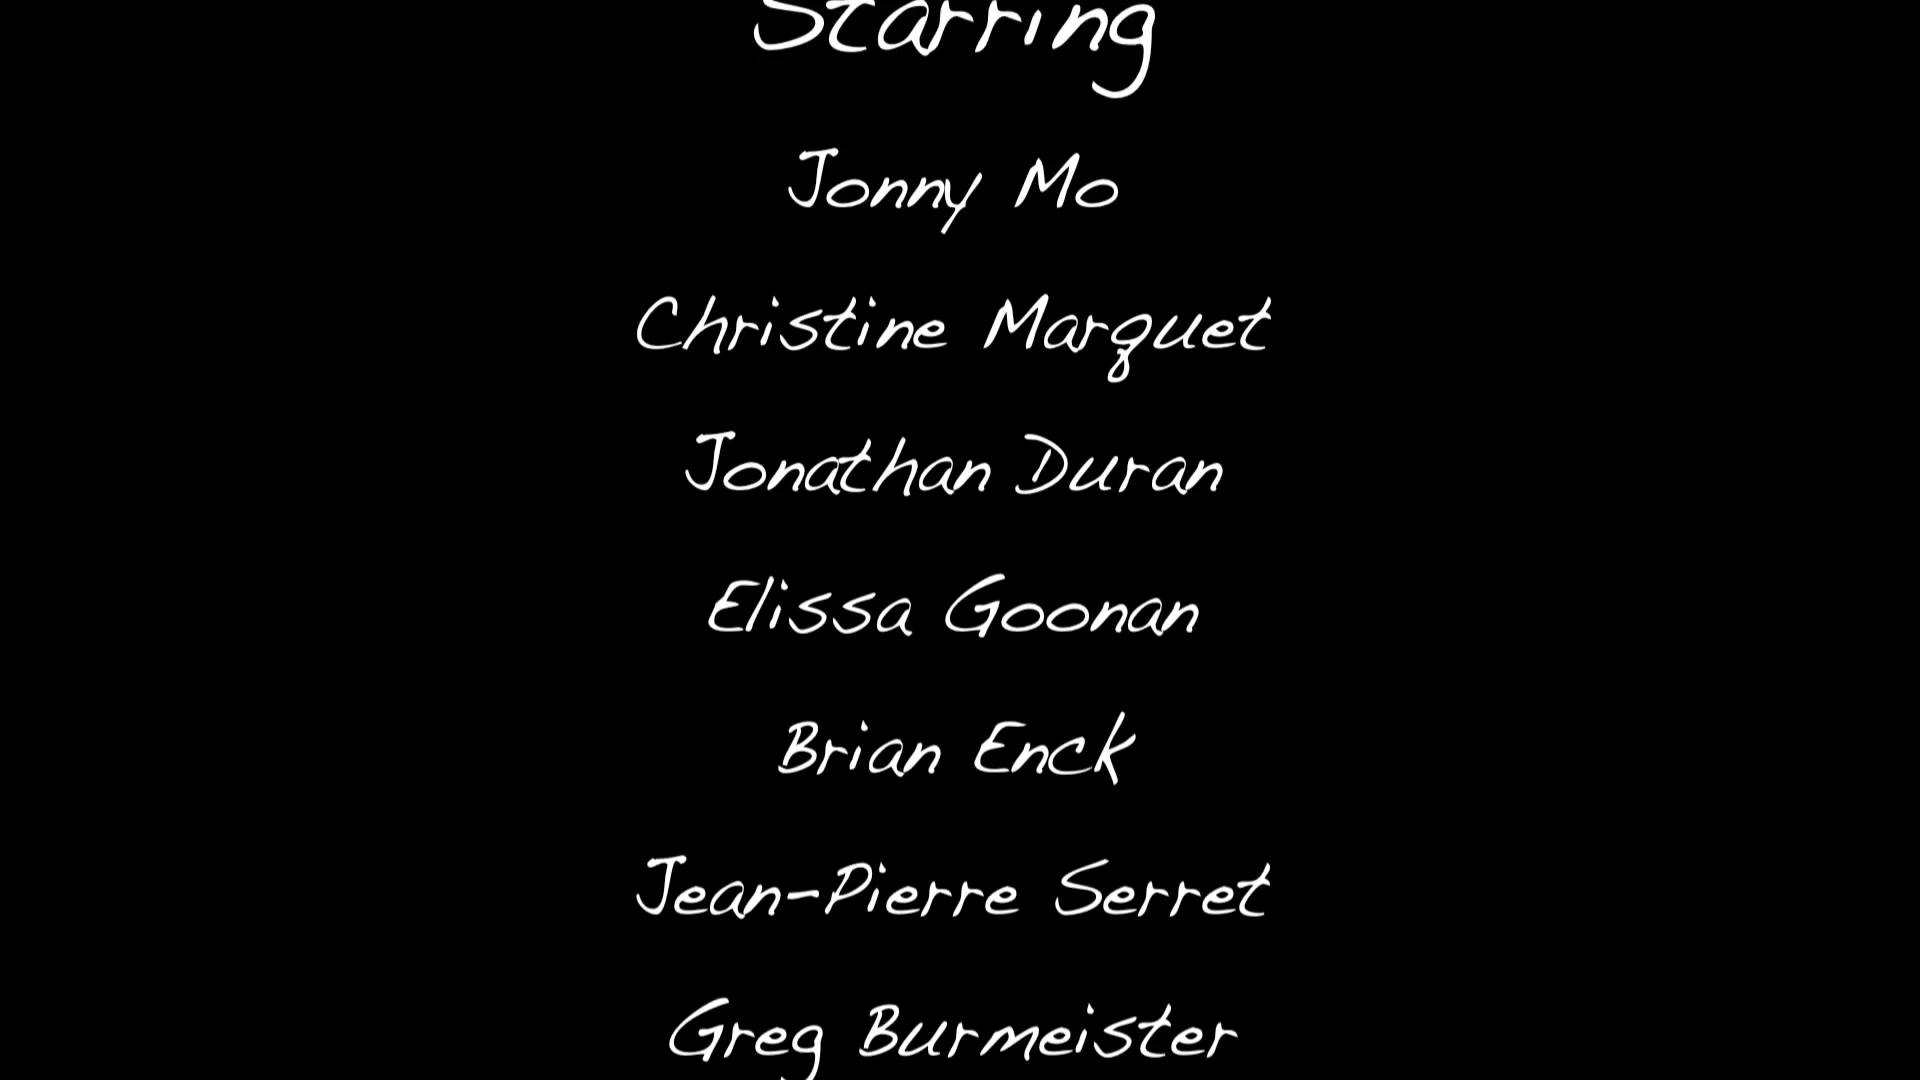 Starring
Jonny Mo
Christine Marquet
Jonathan Duran
Elissa Goonan
Brian Enck
Jean-Pierre Serret
Greg Burmeister